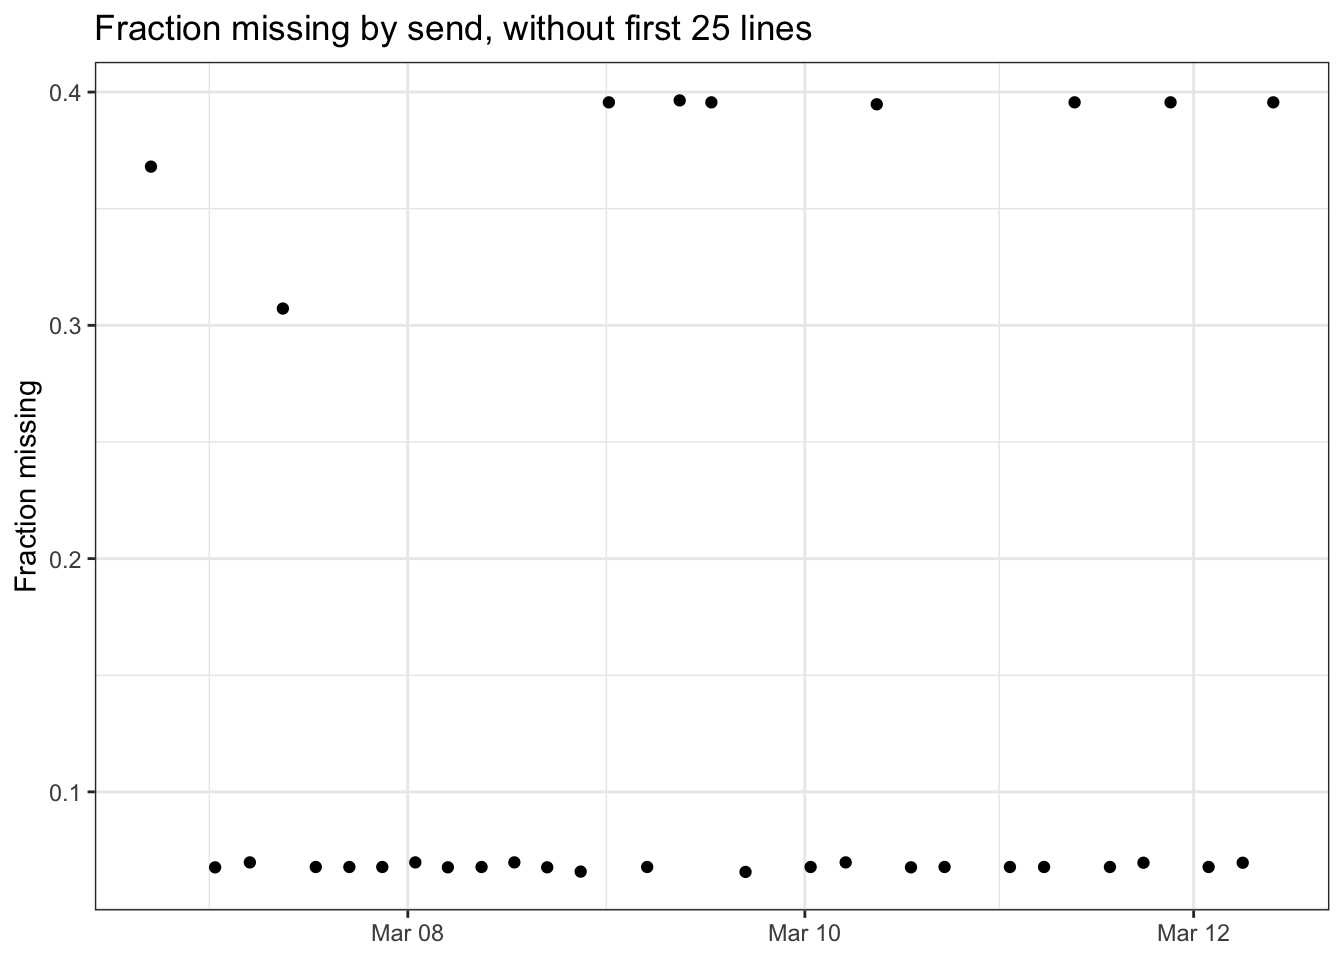 Fraction missing by send, without first 25 lines
0.4
0.3
0.2
0.1
Fraction missing
Mar 08
Mar 10
Mar 12